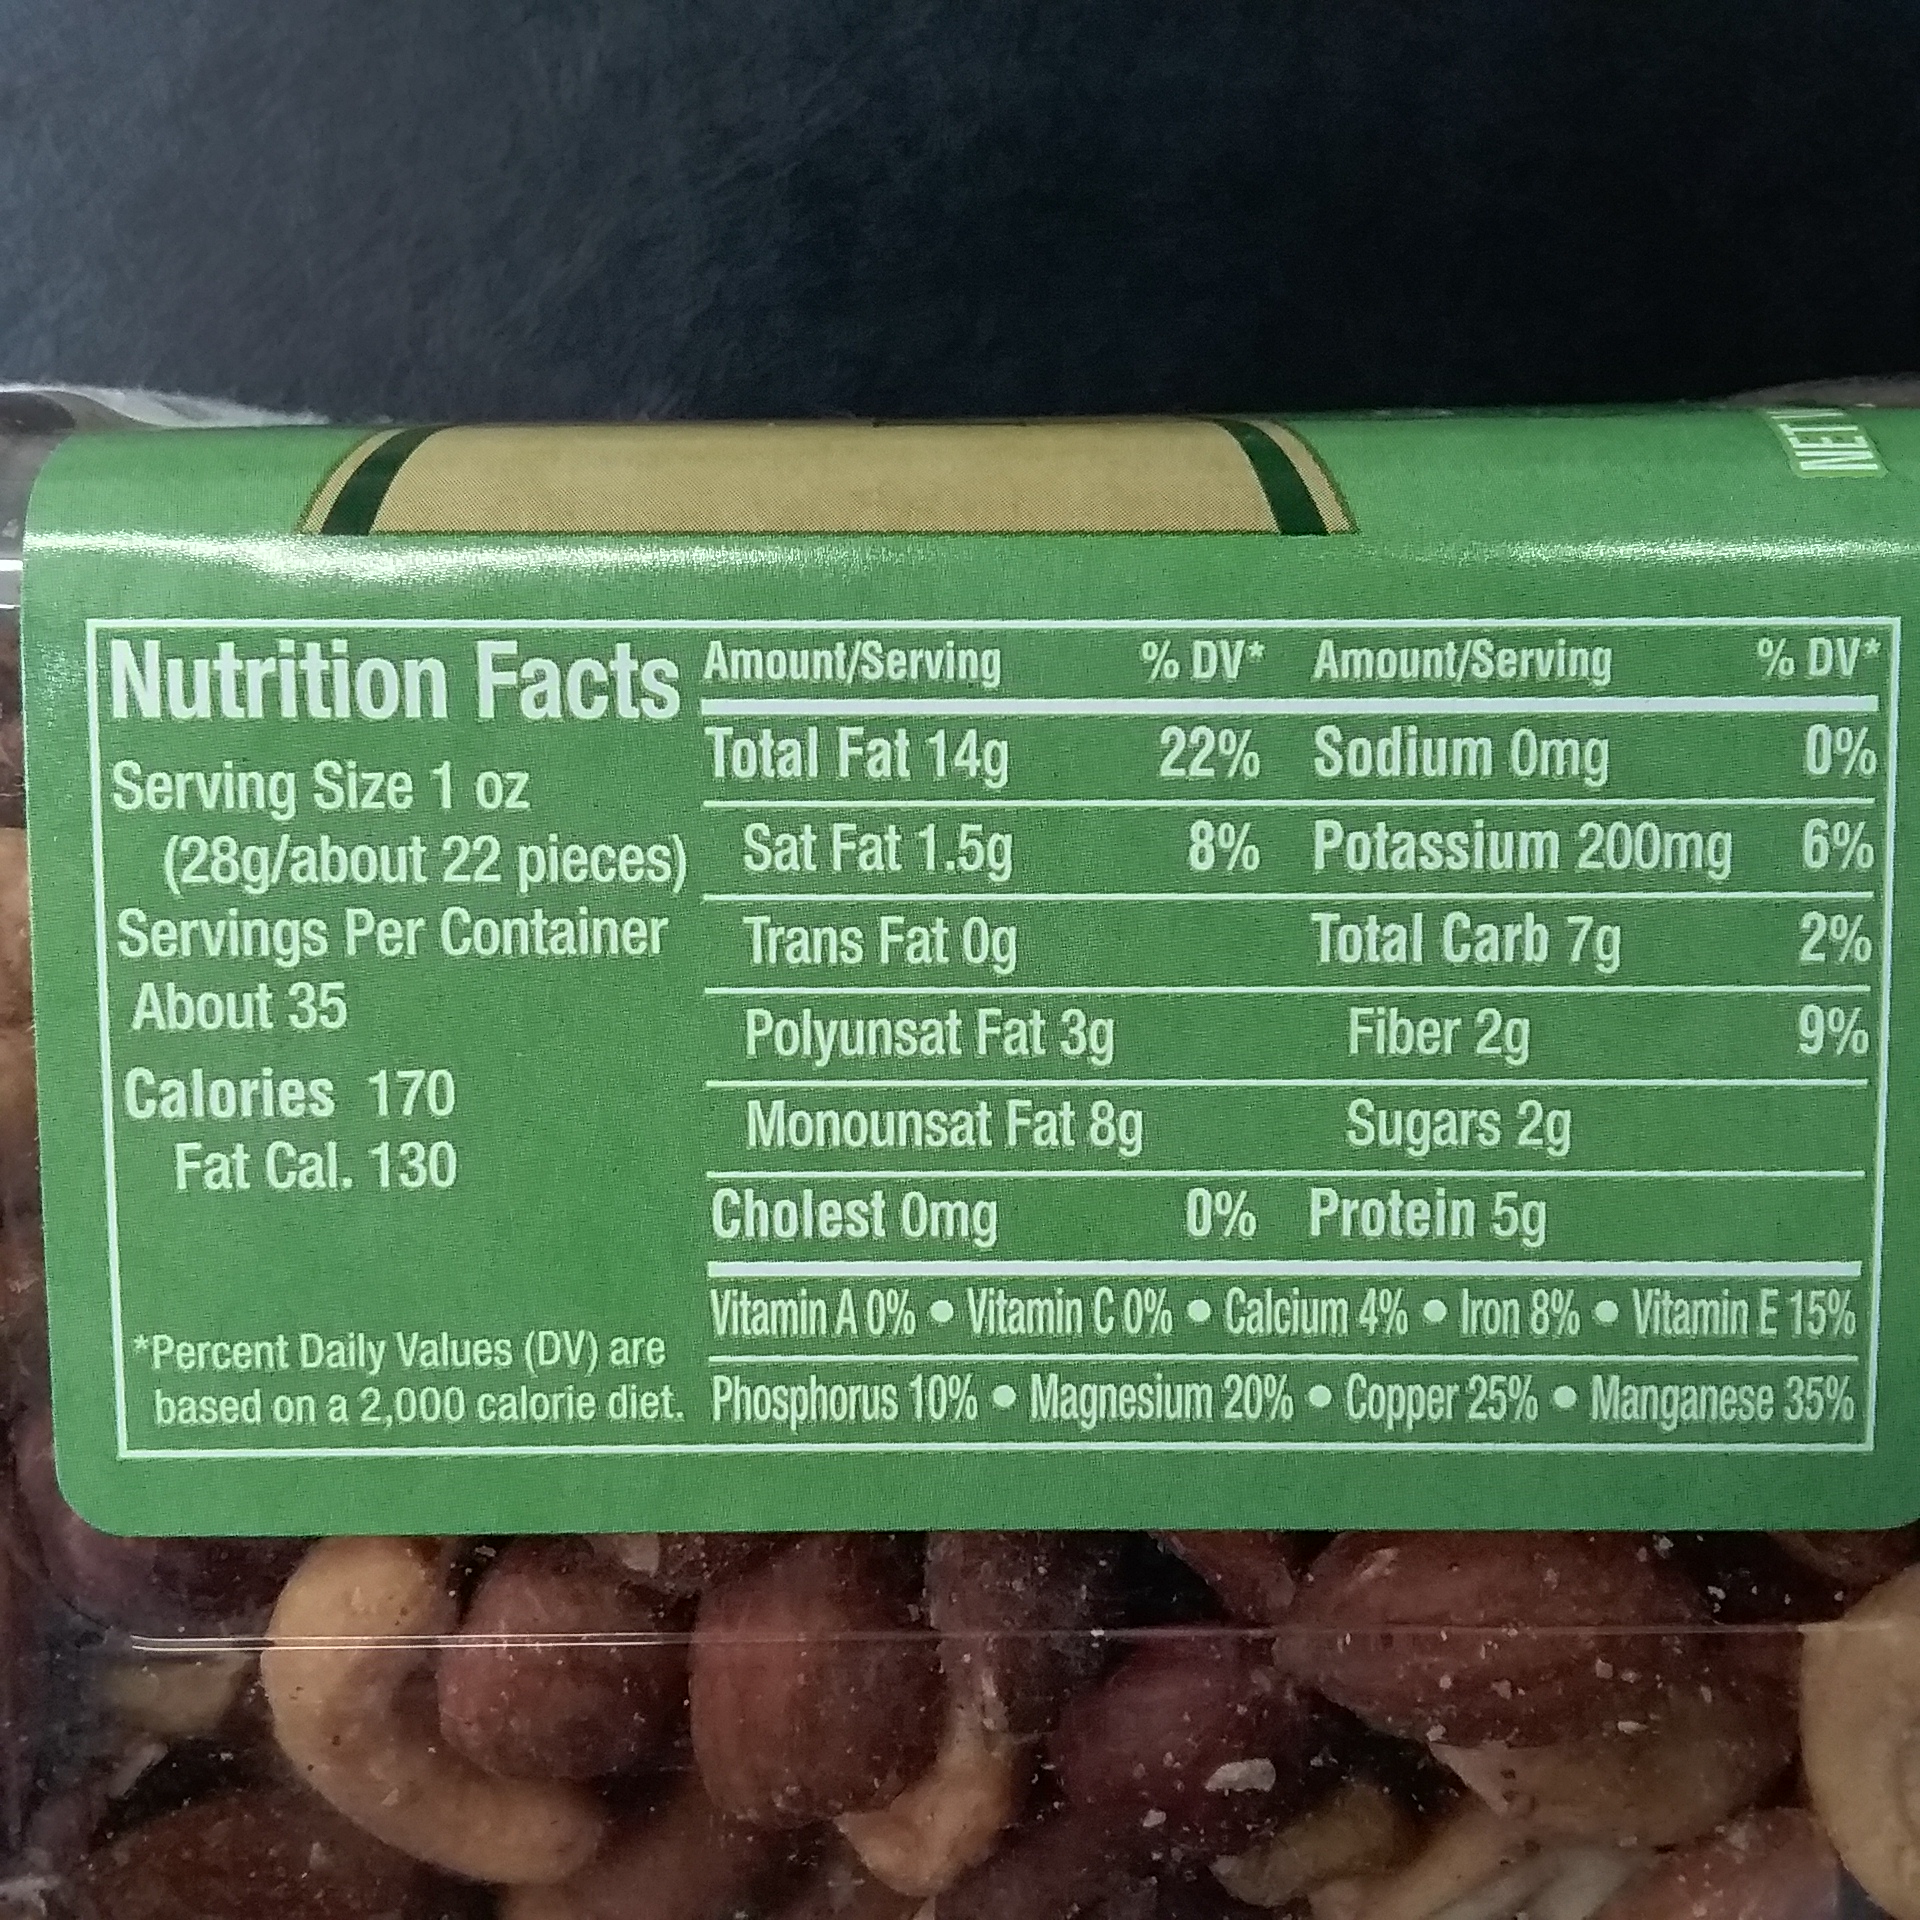 NET
Nutrition Facts
Serving Size 1 oz
(28g/about 22 pieces)
Servings Per Container
About 35
Calories 170
Fat Cal. 130
*Percent Daily Values (DV) are
based on a 2,000 calorie diet.
Amount/Serving % DV* Amount/Serving % DV*
Total Fat 14g 22% Sodium 0mg 0%
Sat Fat 1.5g 8% Potassium 200mg 6%
Trans Fat 0g Total Carb 7g 2%
Polyunsat Fat 3g Fiber 2g 9%
Monounsat Fat 8g Sugars 2g
Cholest 0mg 0% Protein 5g
Vitamin A 0% • Vitamin C 0% • Calcium 4% • Iron 8% • Vitamin E 15%
Phosphorus 10% • Magnesium 20% • Copper 25% • Manganese 35%